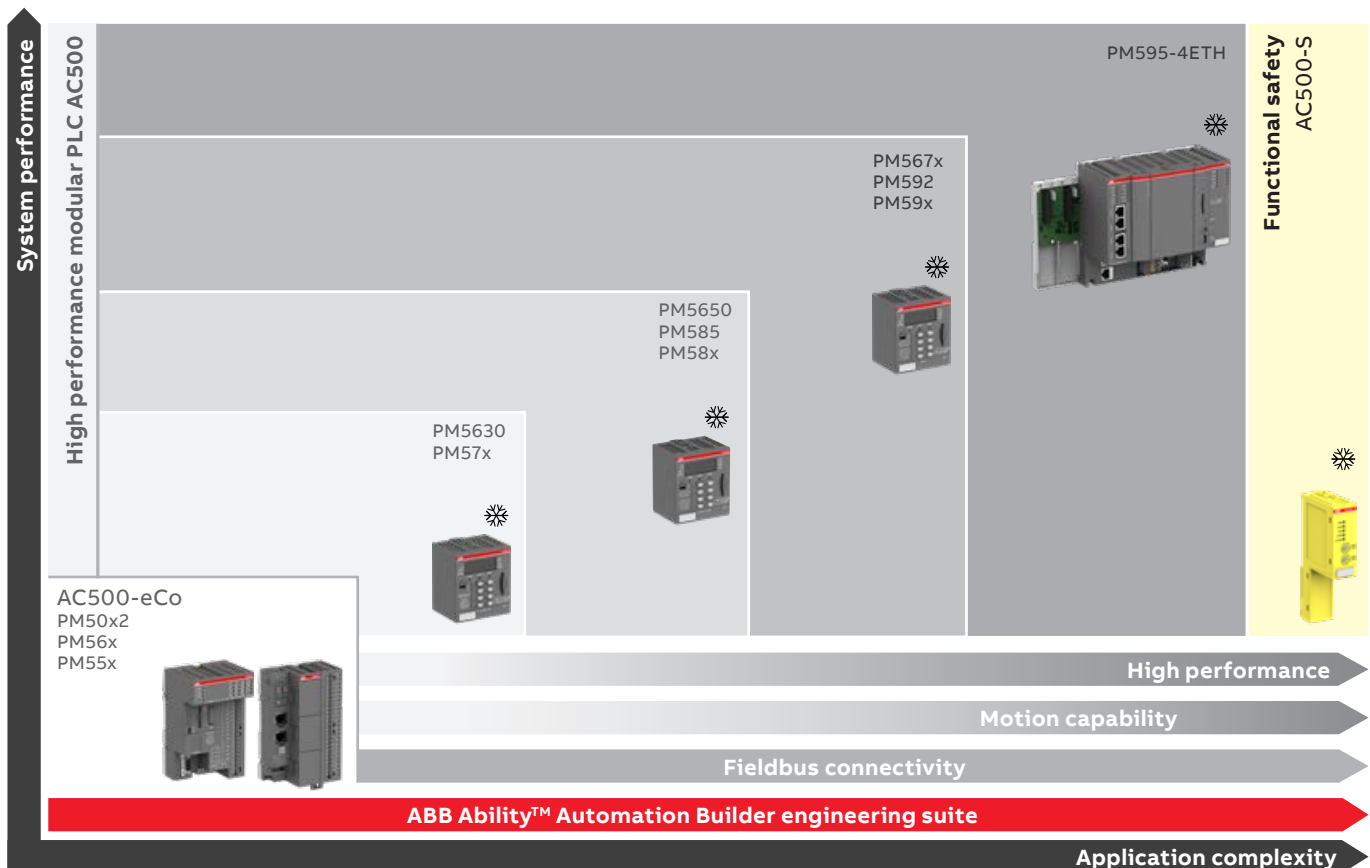 System performance
High performance modular PLC AC500
PM595-4ETH
Functional safety
AC500-S
PM567x
PM592
PM59x
PM5650
PM585
PM58x
PM5630
PM57x
AC500-eCo
PM50x2
PM56x
PM55x
High performance
Motion capability
Fieldbus connectivity
ABB Ability™ Automation Builder engineering suite
Application complexity